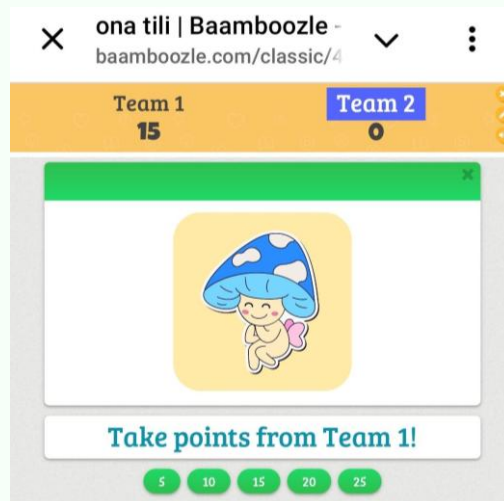 ona tili | Baamboozle -
baamboozle.com/classic/4
Team 1
Team 2
15
0
Take points from Team 1!
5 10 15 20 25